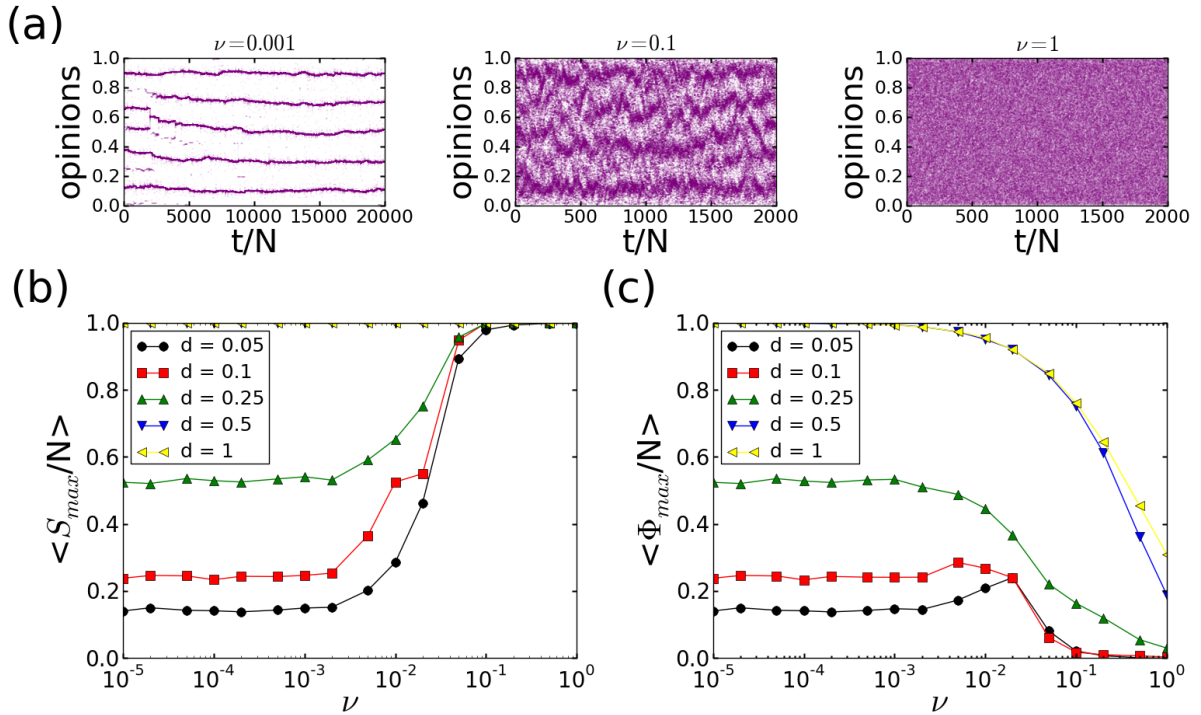 (a)
ν=0.001
ν=0.1
ν=1
opinions
1.0
0.8
0.6
0.4
0.2
0.0
0 5000 10000 15000 20000
t/N
opinions
1.0
0.8
0.6
0.4
0.2
0.0
0 500 1000 1500 2000
t/N
opinions
1.0
0.8
0.6
0.4
0.2
0.0
0 500 1000 1500 2000
t/N
(b)
<S_max/N>
1.0
0.8
0.6
0.4
0.2
0.0
d = 0.05
d = 0.1
d = 0.25
d = 0.5
d = 1
10^-5 10^-4 10^-3 10^-2 10^-1 10^0
ν
(c)
<Φ_max/N>
1.0
0.8
0.6
0.4
0.2
0.0
d = 0.05
d = 0.1
d = 0.25
d = 0.5
d = 1
10^-5 10^-4 10^-3 10^-2 10^-1 10^0
ν